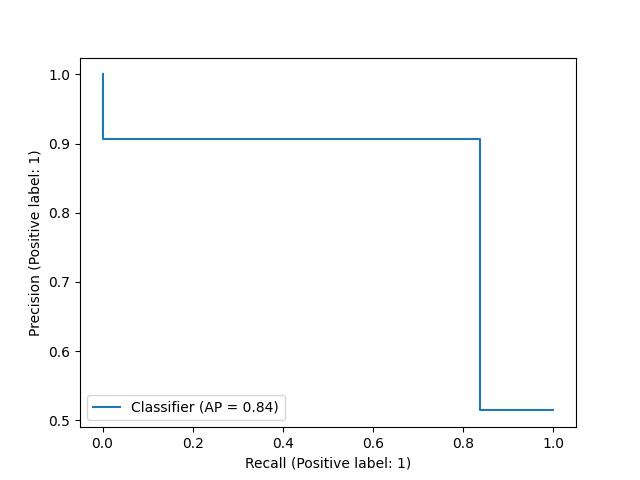 1.0
0.9
0.8
0.7
0.6
0.5
Precision (Positive label: 1)
Classifier (AP = 0.84)
0.0 0.2 0.4 0.6 0.8 1.0
Recall (Positive label: 1)